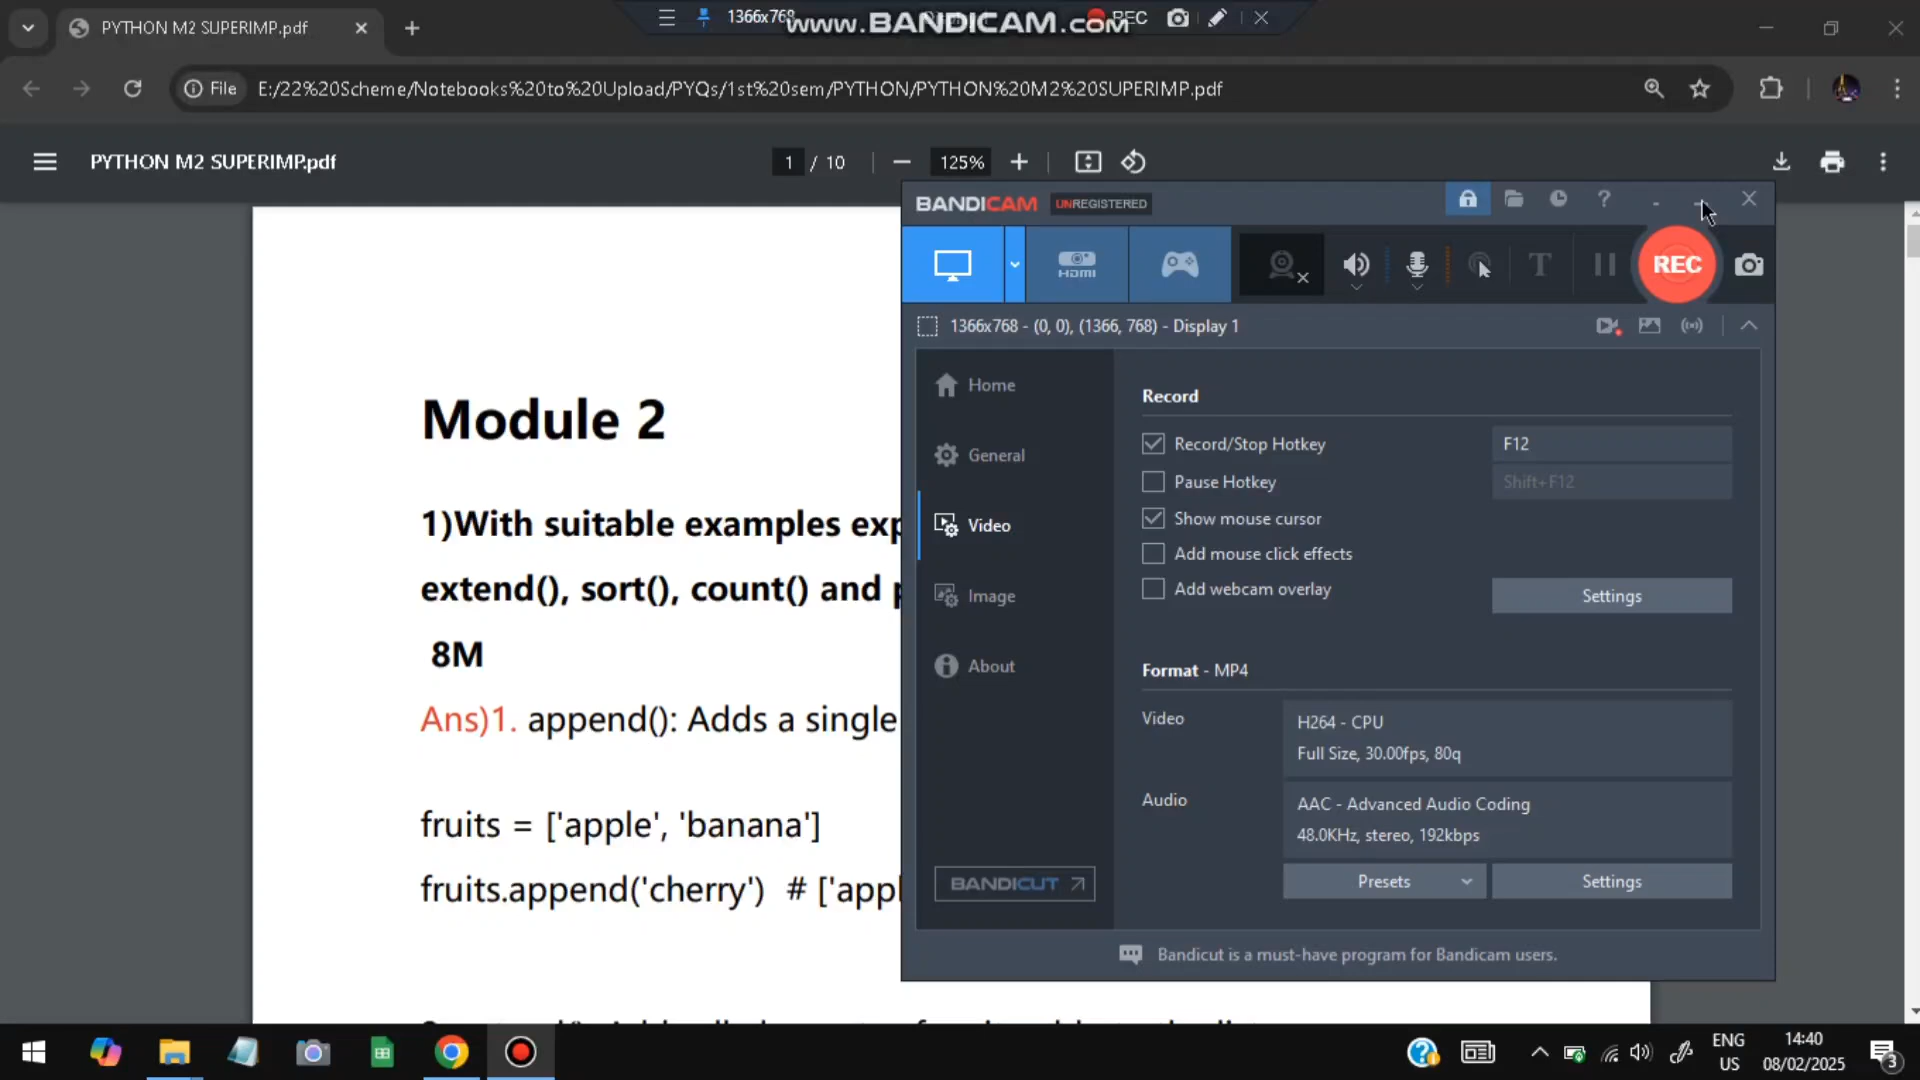 PYTHON M2 SUPERIMP.pdf
1366x768
www.BANDICAM.com
REC
File
E:/22%20Scheme/Notebooks%20to%20Upload/PYQs/1st%20sem/PYTHON/PYTHON%20M2%20SUPERIMP.pdf
PYTHON M2 SUPERIMP.pdf
1 / 10
125%
BANDICAM UNREGISTERED
HDMI
REC
1366x768 - (0, 0), (1366, 768) - Display 1
Home
General
Video
Image
About
BANDICUT
Record
Record/Stop Hotkey
F12
Pause Hotkey
Shift+F12
Show mouse cursor
Add mouse click effects
Add webcam overlay
Settings
Format - MP4
Video
H264 - CPU
Full Size, 30.00fps, 80q
Audio
AAC - Advanced Audio Coding
48.0KHz, stereo, 192kbps
Presets
Settings
Bandicut is a must-have program for Bandicam users.
Module 2
1)With suitable examples exp
extend(), sort(), count() and p
8M
Ans)1. append(): Adds a single
fruits = ['apple', 'banana']
fruits.append('cherry') # ['appl
ENG
US
14:40
08/02/2025
3